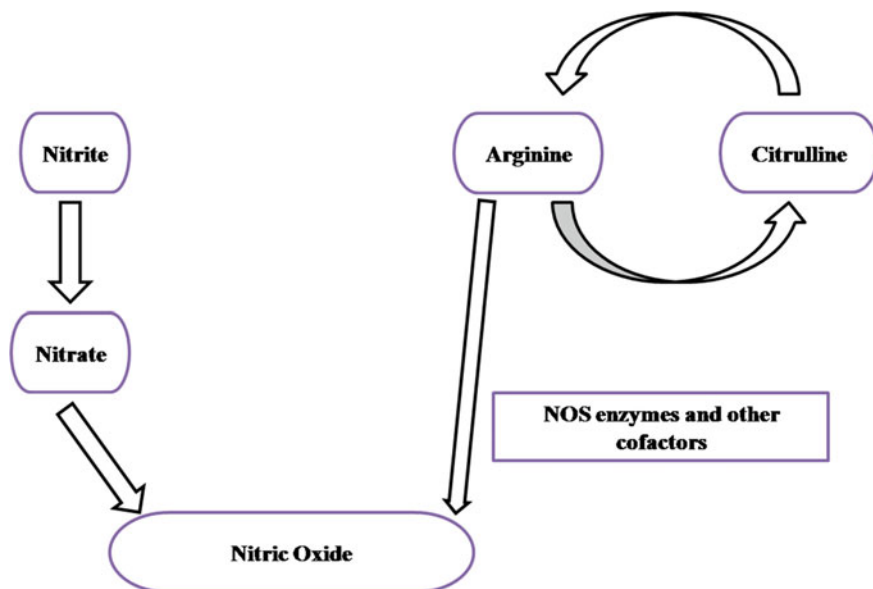 Nitrite
Arginine
Citrulline
Nitrate
NOS enzymes and other
cofactors
Nitric Oxide